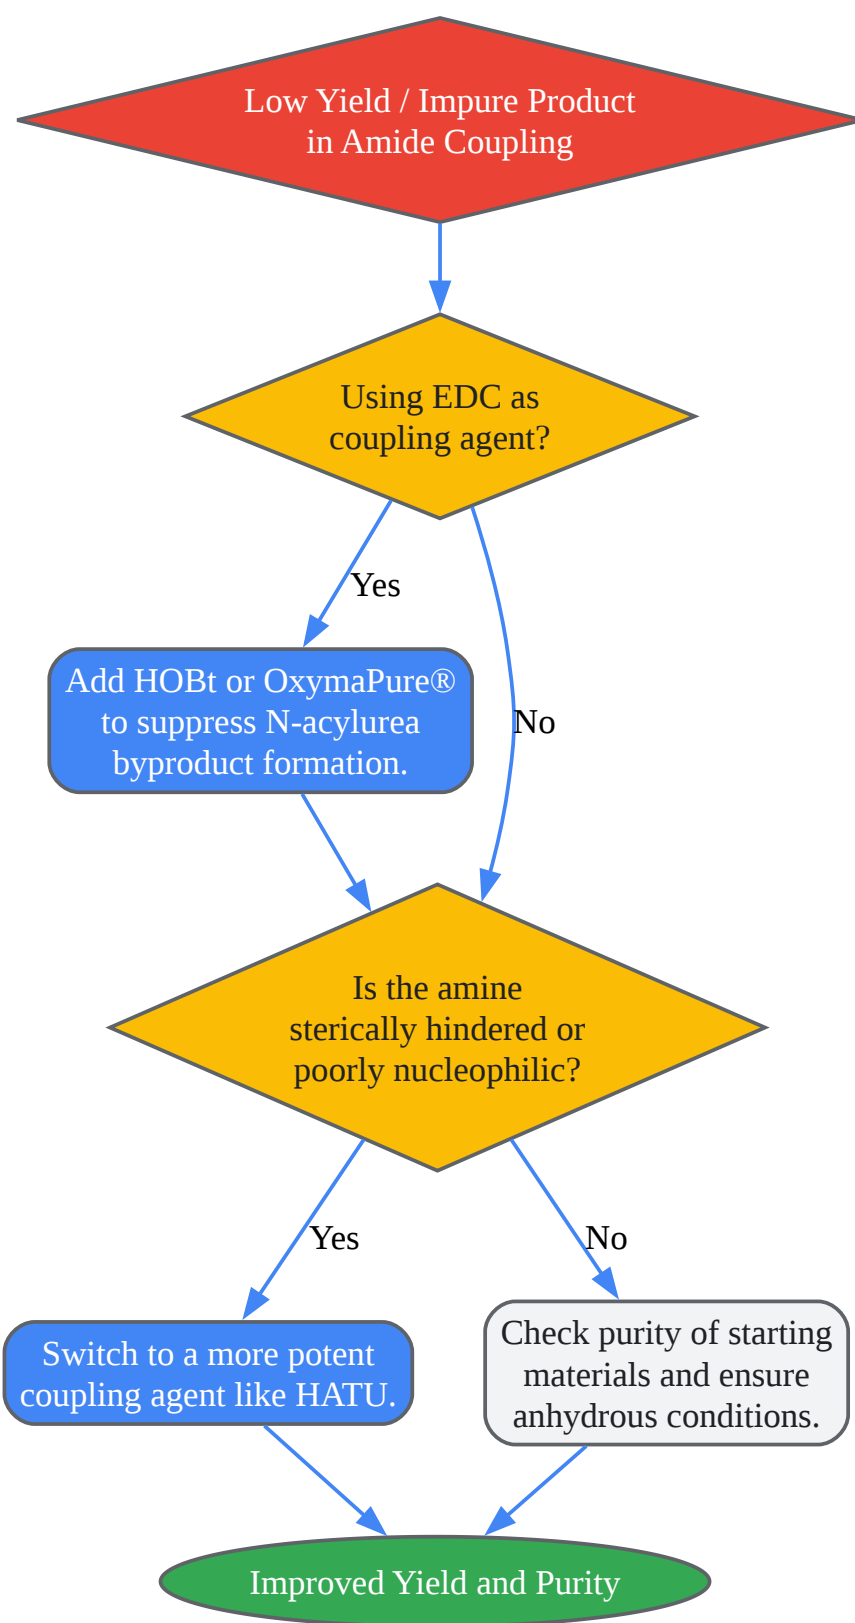 Low Yield / Impure Product
in Amide Coupling
Using EDC as
coupling agent?
Yes
Add HOBt or OxymaPure®
to suppress N-acylurea
byproduct formation.
No
Is the amine
sterically hindered or
poorly nucleophilic?
Yes
No
Switch to a more potent
coupling agent like HATU.
Check purity of starting
materials and ensure
anhydrous conditions.
Improved Yield and Purity